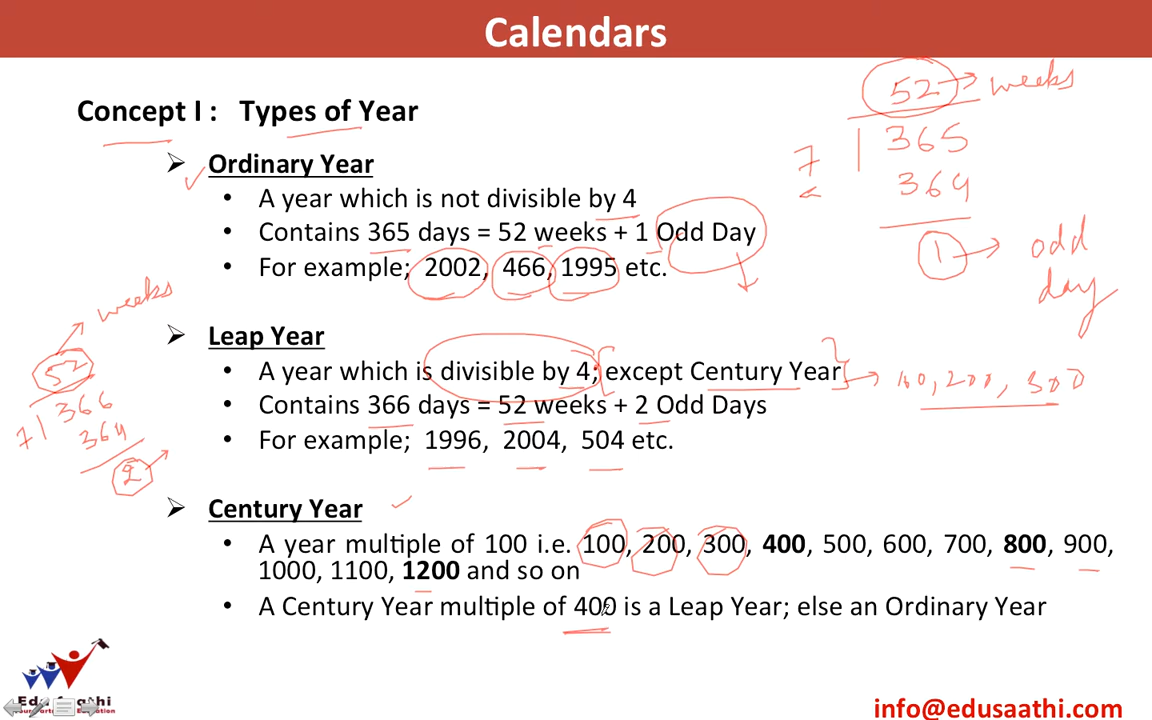 Calendars
Concept I :   Types of Year
Ordinary Year
• A year which is not divisible by 4
• Contains 365 days = 52 weeks + 1 Odd Day
• For example; 2002, 466, 1995 etc.
Leap Year
• A year which is divisible by 4; except Century Year
• Contains 366 days = 52 weeks + 2 Odd Days
• For example; 1996, 2004, 504 etc.
Century Year
• A year multiple of 100 i.e. 100, 200, 300, 400, 500, 600, 700, 800, 900,
1000, 1100, 1200 and so on
• A Century Year multiple of 400 is a Leap Year; else an Ordinary Year
52 weeks
7 365
364
1 odd
day
weeks
52
7 366
364
2
100, 200, 300
info@edusaathi.com